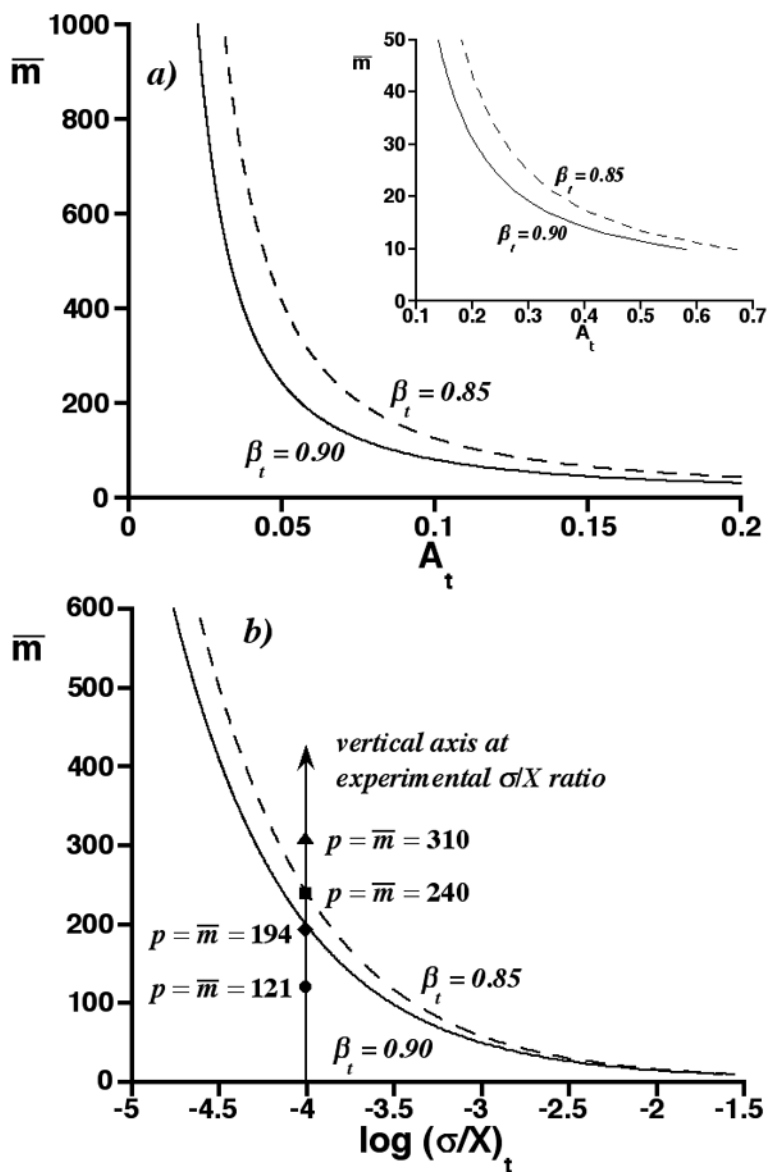 a)
m̅
1000
800
600
400
200
0
0
0.05
0.1
0.15
0.2
A_t
β_t = 0.85
β_t = 0.90
m̅
50
40
30
20
10
0
0.1
0.2
0.3
0.4
0.5
0.6
0.7
A_t
β_t = 0.85
β_t = 0.90
b)
m̅
600
500
400
300
200
100
0
-5
-4.5
-4
-3.5
-3
-2.5
-2
-1.5
log (σ/X)_t
vertical axis at
experimental σ/X ratio
p = m̅ = 310
p = m̅ = 240
p = m̅ = 194
p = m̅ = 121
β_t = 0.85
β_t = 0.90